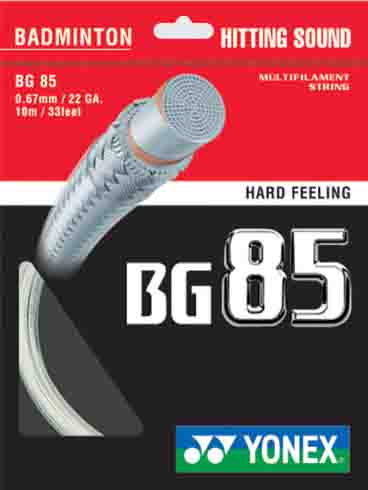 BADMINTON HITTING SOUND
BG 85
0.67mm / 22 GA.
10m / 33feet
MULTIFILAMENT
STRING
HARD FEELING
BG 85
YONEX